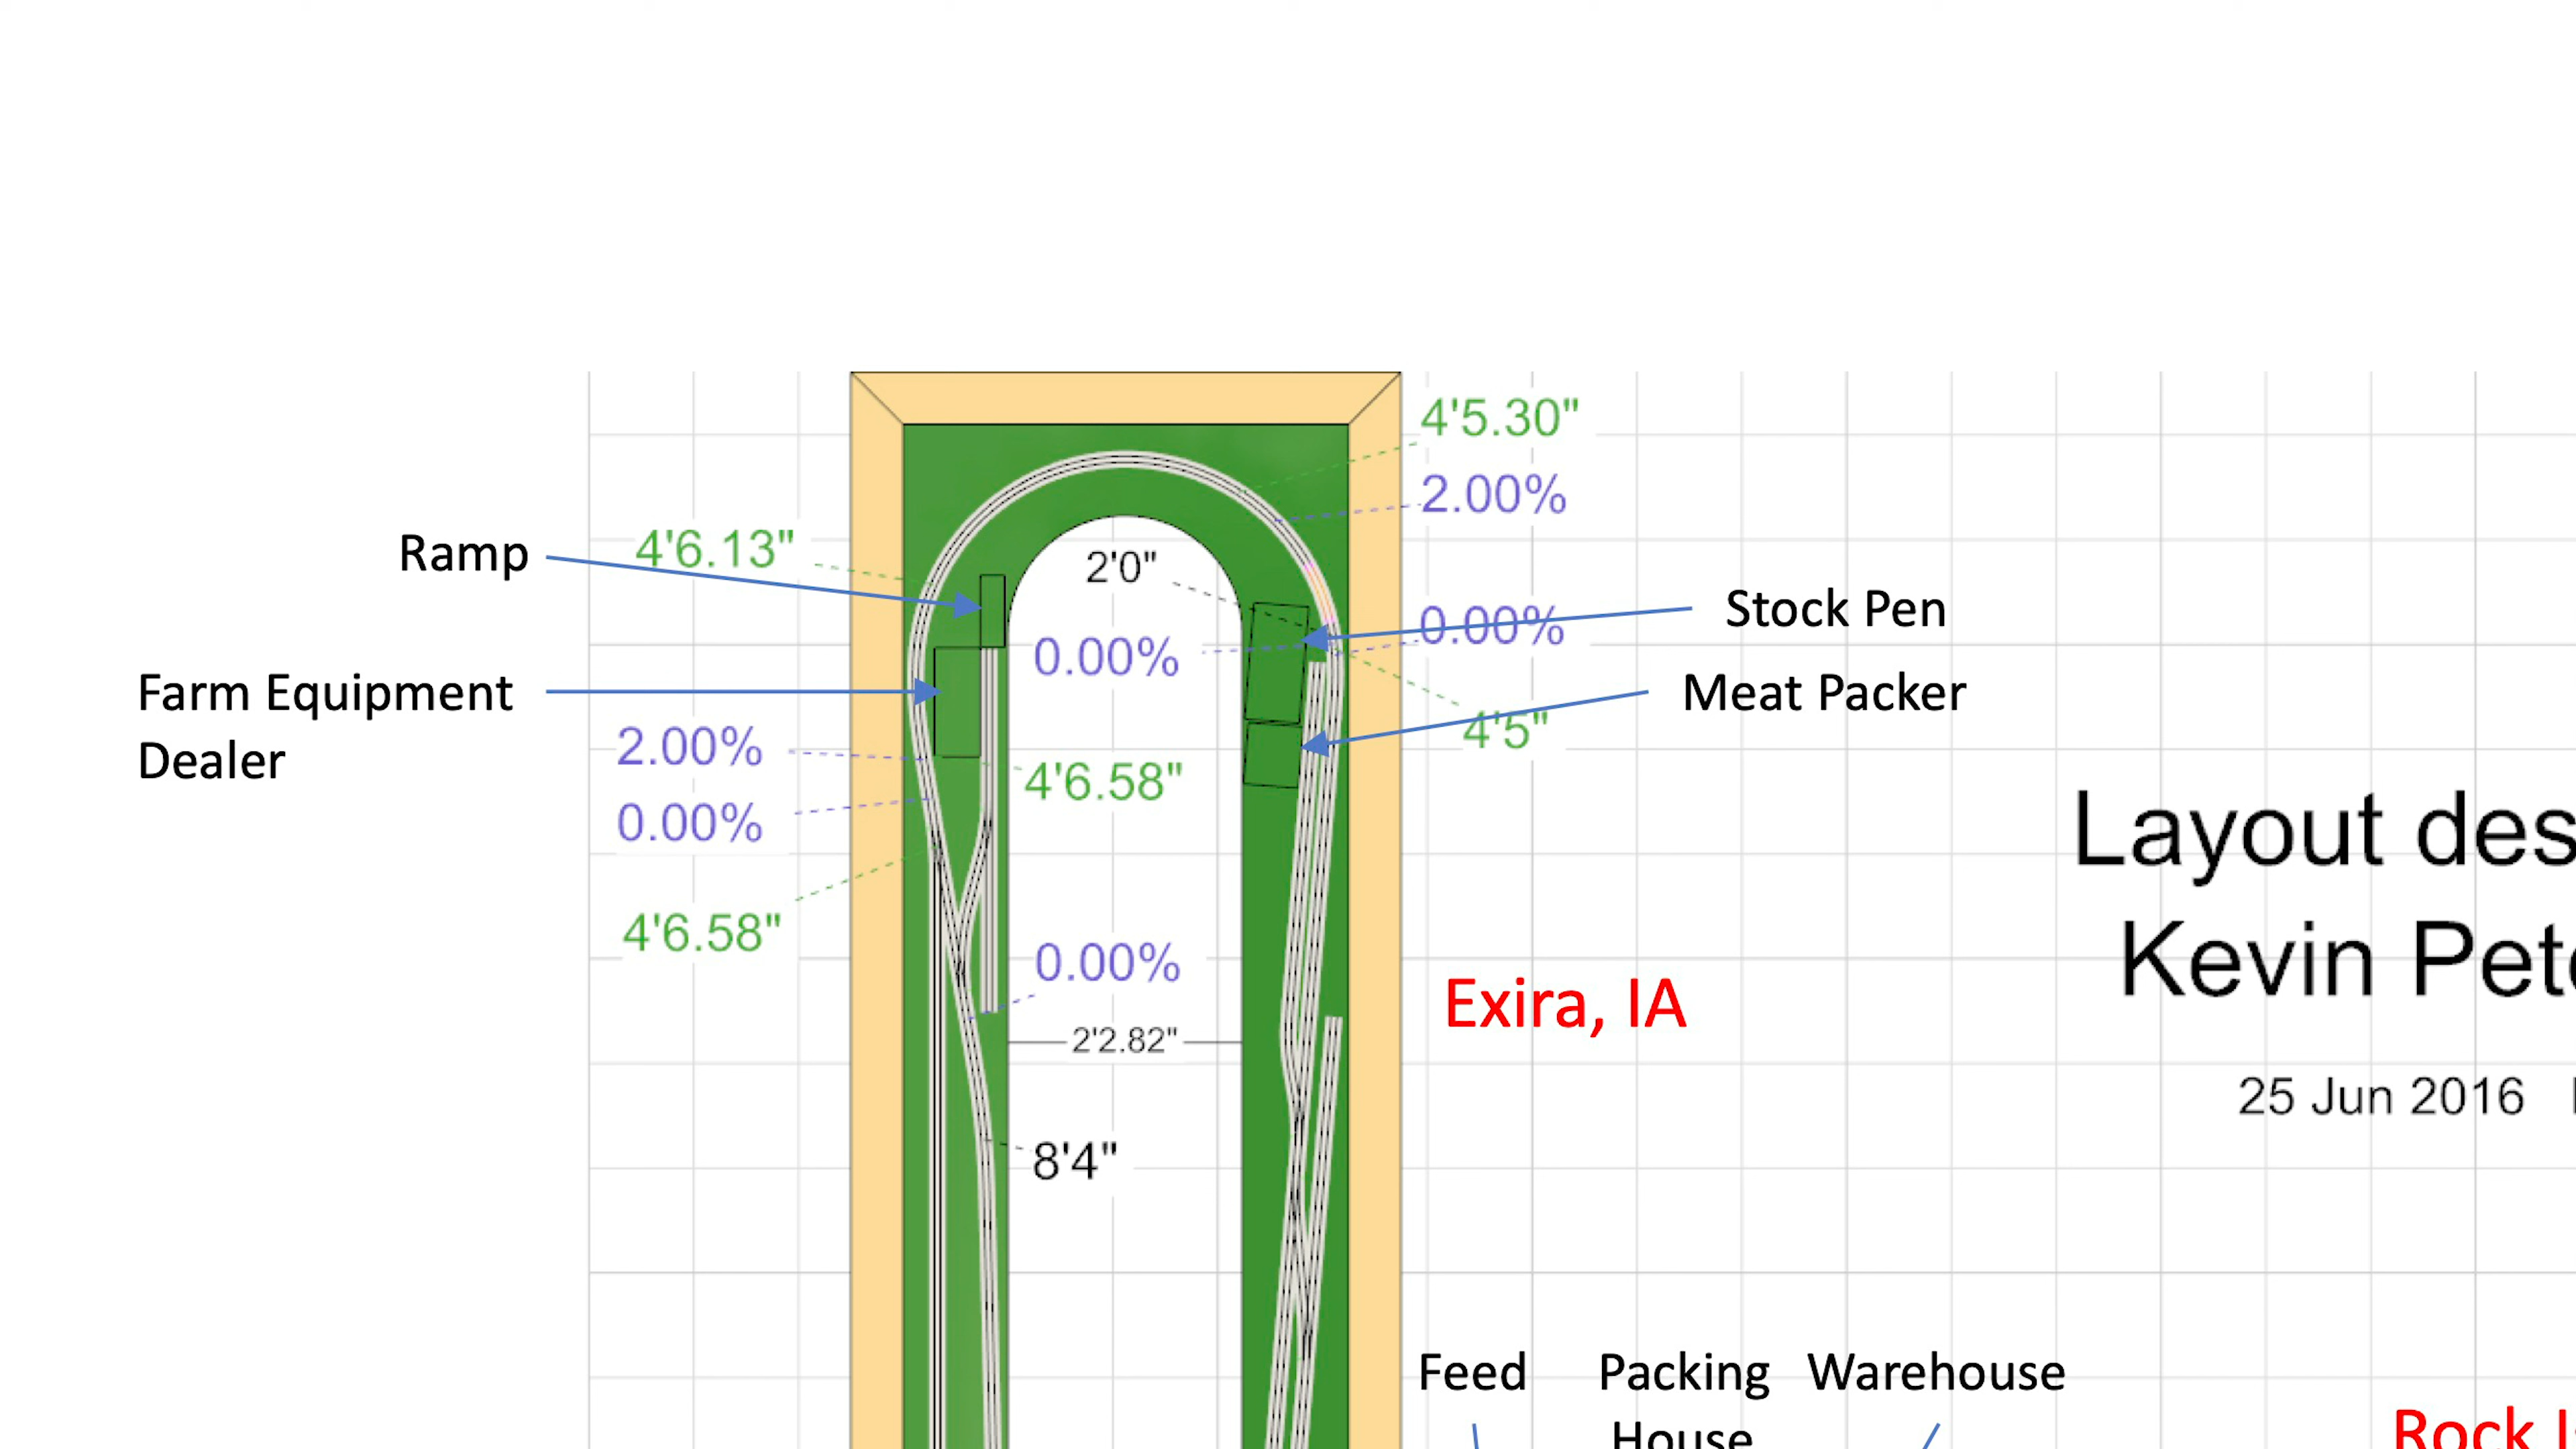 4'5.30"
2.00%
Ramp
4'6.13"
2'0"
Stock Pen
0.00%
0.00%
Farm Equipment
Dealer
Meat Packer
4'5"
2.00%
4'6.58"
0.00%
Layout des
4'6.58"
0.00%
Kevin Pet
Exira, IA
2'2.82"
25 Jun 2016
8'4"
Feed
Packing
House
Warehouse
Rock